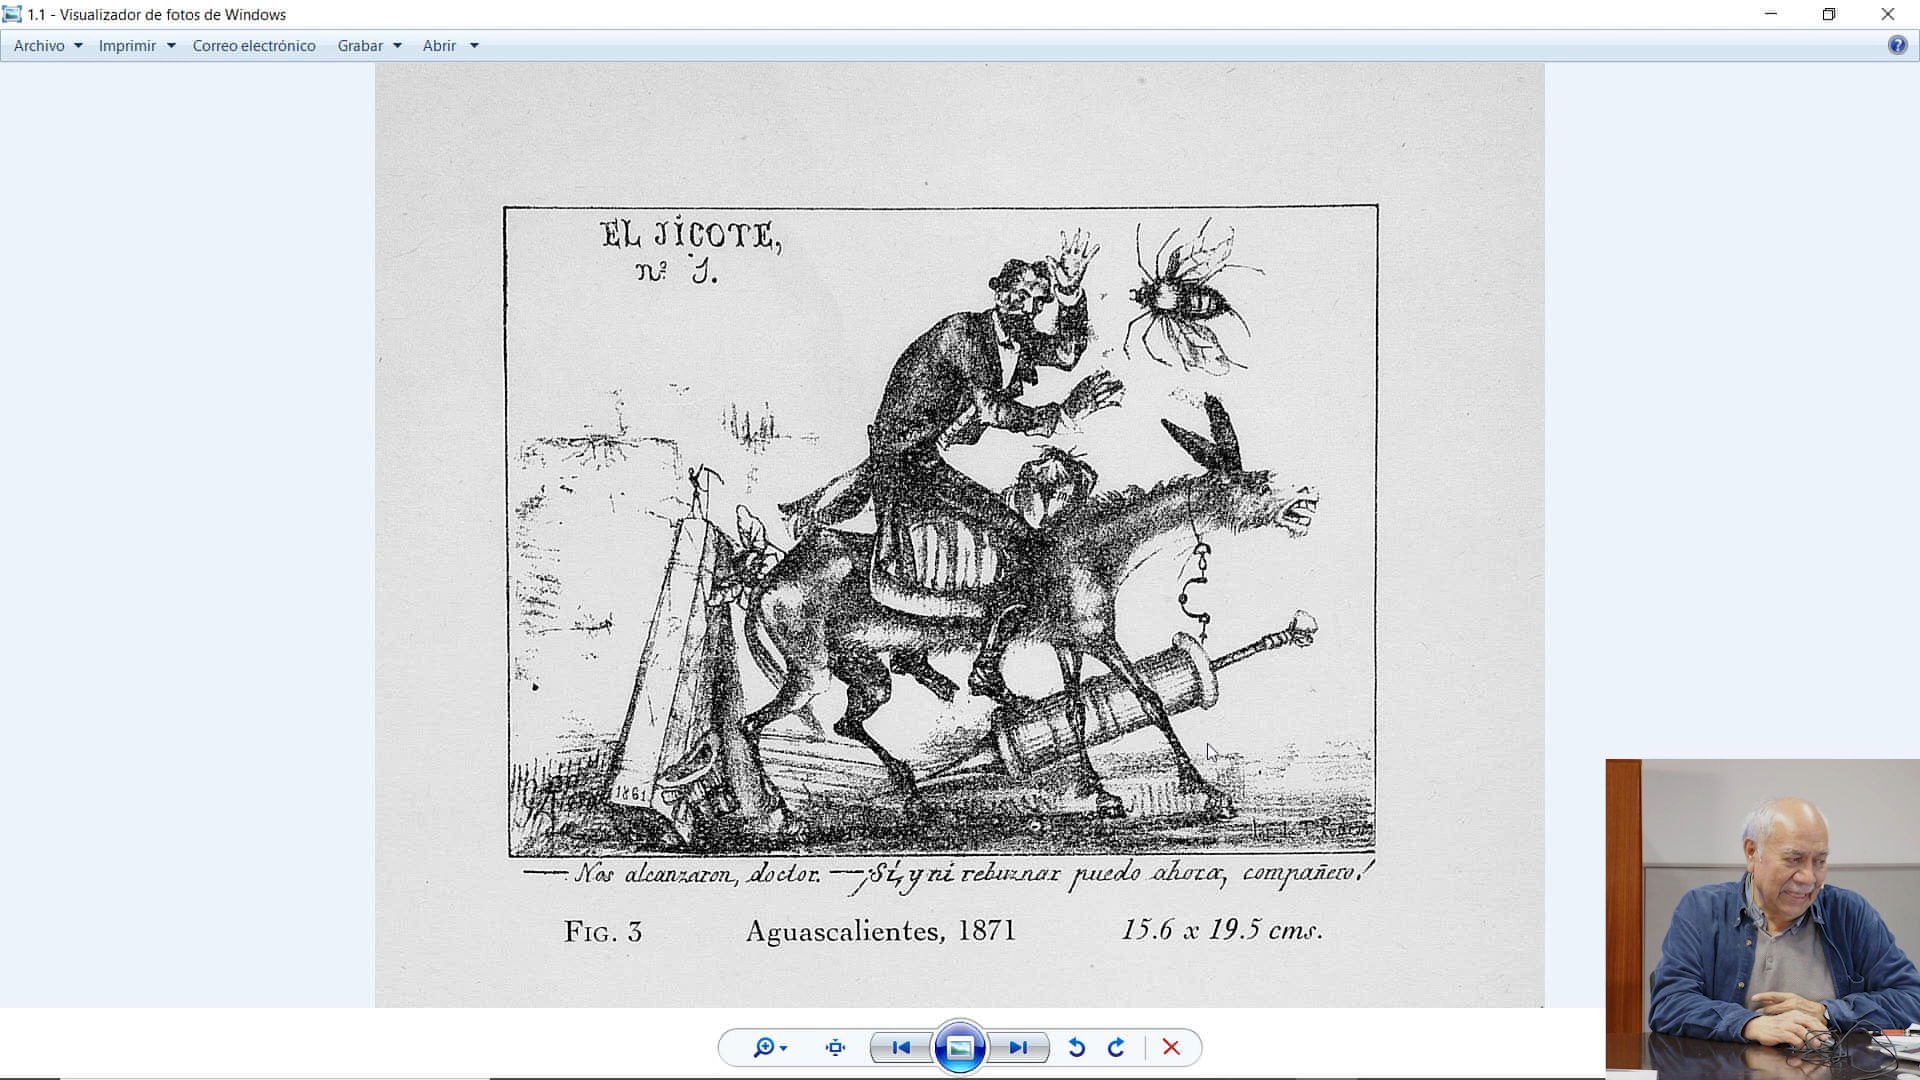 1.1 - Visualizador de fotos de Windows
Archivo Imprimir Correo electrónico Grabar Abrir
EL JICOTE,
nº 1.
1861
— Nos alcanzaron, doctor. — ¡Sí, y ni rebuznar puedo ahora, compañero!
FIG. 3 Aguascalientes, 1871 15.6 x 19.5 cms.